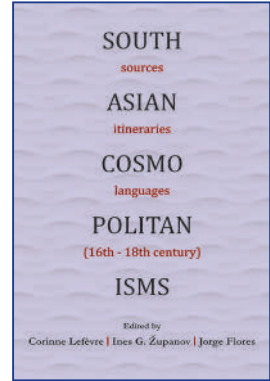 SOUTH
sources
ASIAN
itineraries
COSMO
languages
POLITAN
(16th - 18th century)
ISMS
Edited by
Corinne Lefèvre | Ines G. Županov | Jorge Flores